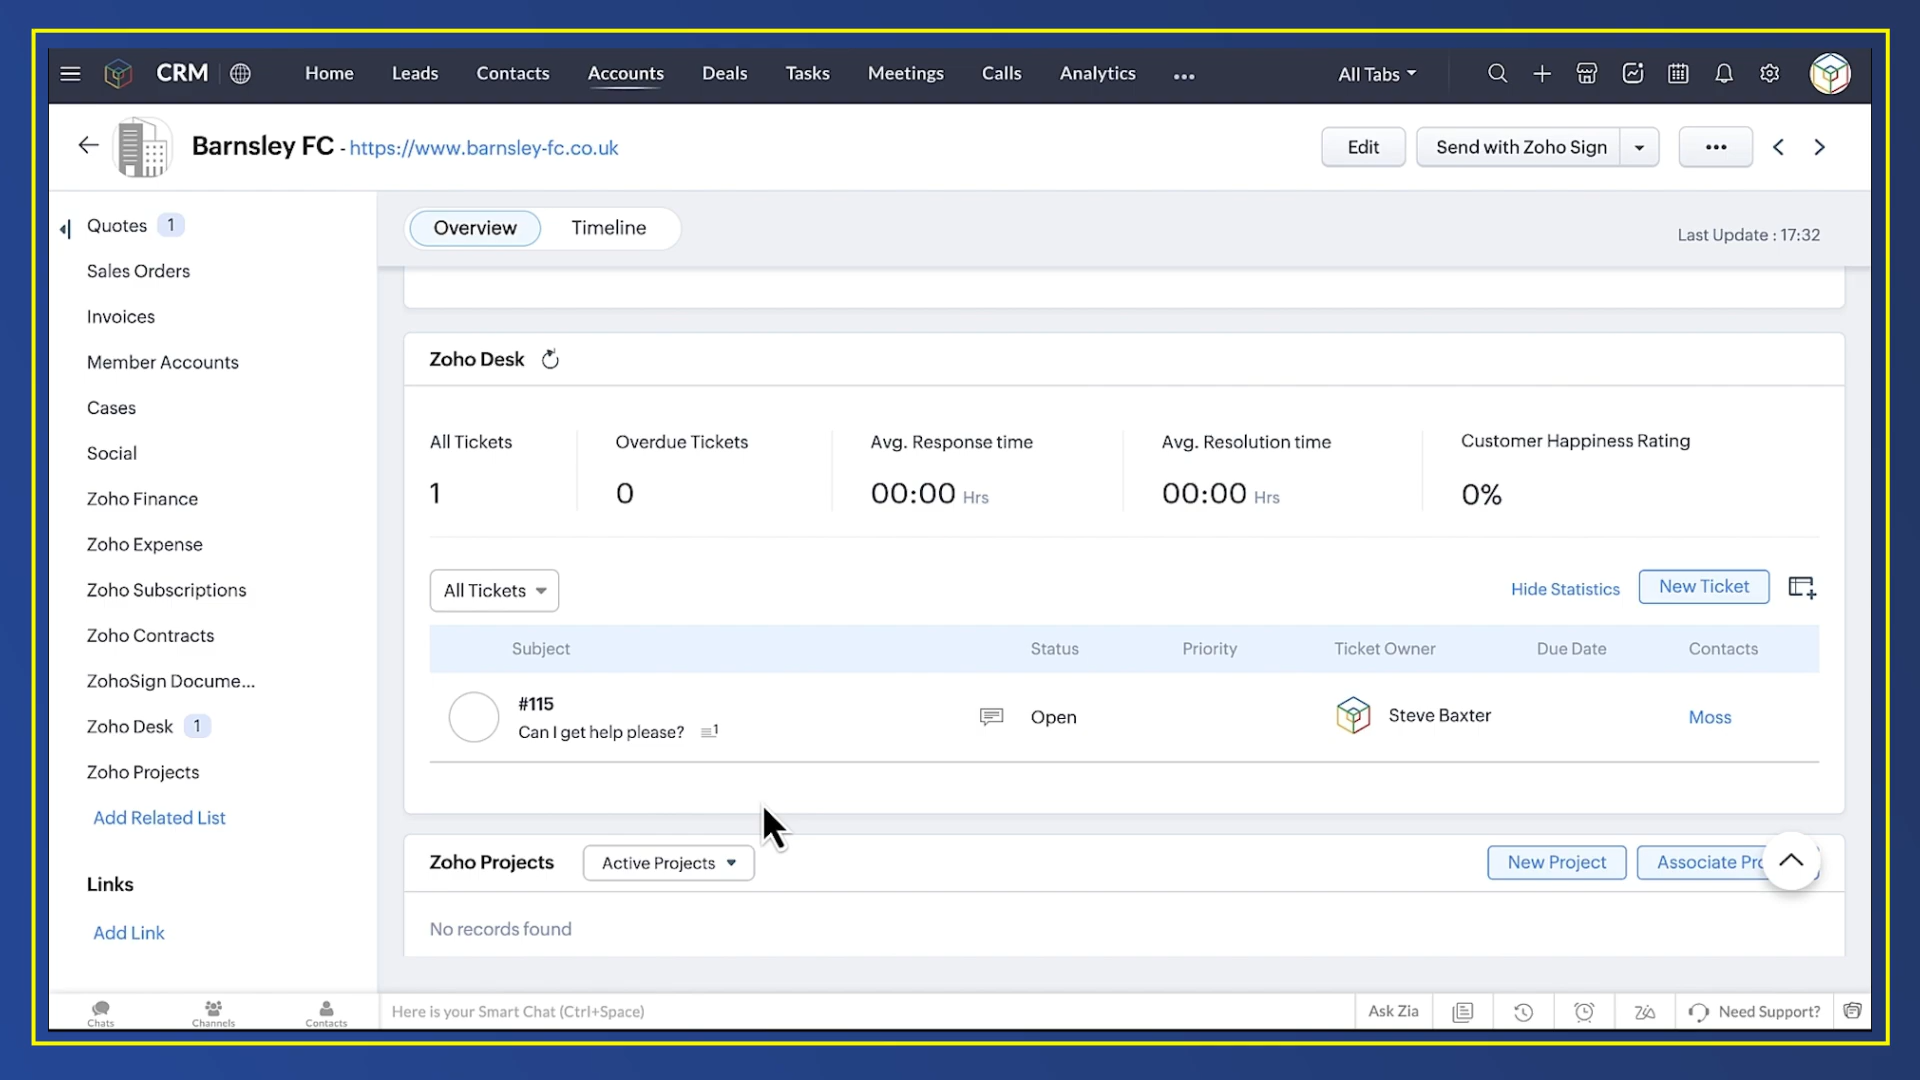 CRM Home Leads Contacts Accounts Deals Tasks Meetings Calls Analytics ... All Tabs
Barnsley FC - https://www.barnsley-fc.co.uk Edit Send with Zoho Sign ...
Quotes 1
Sales Orders
Invoices
Member Accounts
Cases
Social
Zoho Finance
Zoho Expense
Zoho Subscriptions
Zoho Contracts
ZohoSign Docume...
Zoho Desk 1
Zoho Projects
Add Related List
Links
Add Link
Overview Timeline Last Update : 17:32
Zoho Desk
All Tickets Overdue Tickets Avg. Response time Avg. Resolution time Customer Happiness Rating
1 0 00:00 Hrs 00:00 Hrs 0%
All Tickets Hide Statistics New Ticket
Subject Status Priority Ticket Owner Due Date Contacts
#115
Can I get help please? 1 Open Steve Baxter Moss
Zoho Projects Active Projects New Project Associate Pro
No records found
Chats Channels Contacts Here is your Smart Chat (Ctrl+Space) Ask Zia Need Support?